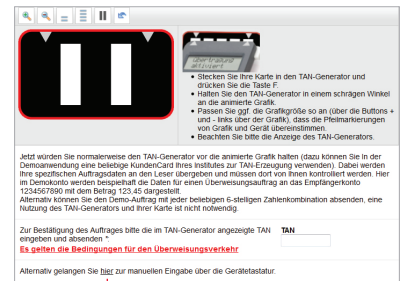 übertragung
aktiviert
Stecken Sie Ihre Karte in den TAN-Generator und
drücken Sie die Taste F.
Halten Sie den TAN-Generator in einem schrägen Winkel
an die animierte Grafik.
Passen Sie ggf. die Grafikgröße so an (über die Buttons +
und - links über der Grafik), dass die Pfeilmarkierungen
von Grafik und Gerät übereinstimmen.
Beachten Sie bitte die Anzeige des TAN-Generators.
Jetzt würden Sie normalerweise den TAN-Generator vor die animierte Grafik halten (dazu können Sie in der
Demoanwendung eine beliebige KundenCard Ihres Institutes zur TAN-Erzeugung verwenden). Dabei werden
Ihre spezifischen Auftragsdaten an den Leser übergeben und müssen dort von Ihnen kontrolliert werden. Hier
im Demokonto werden beispielhaft die Daten für einen Überweisungsauftrag an das Empfängerkonto
1234567890 mit dem Betrag 123,45 dargestellt.
Alternativ können Sie den Demo-Auftrag mit jeder beliebigen 6-stelligen Zahlenkombination absenden, eine
Nutzung des TAN-Generators und Ihrer Karte ist nicht notwendig.
Zur Bestätigung des Auftrages bitte die im TAN-Generator angezeigte TAN
eingeben und absenden *:
TAN
Es gelten die Bedingungen für den Überweisungsverkehr
Alternativ gelangen Sie hier zur manuellen Eingabe über die Gerätetastatur.